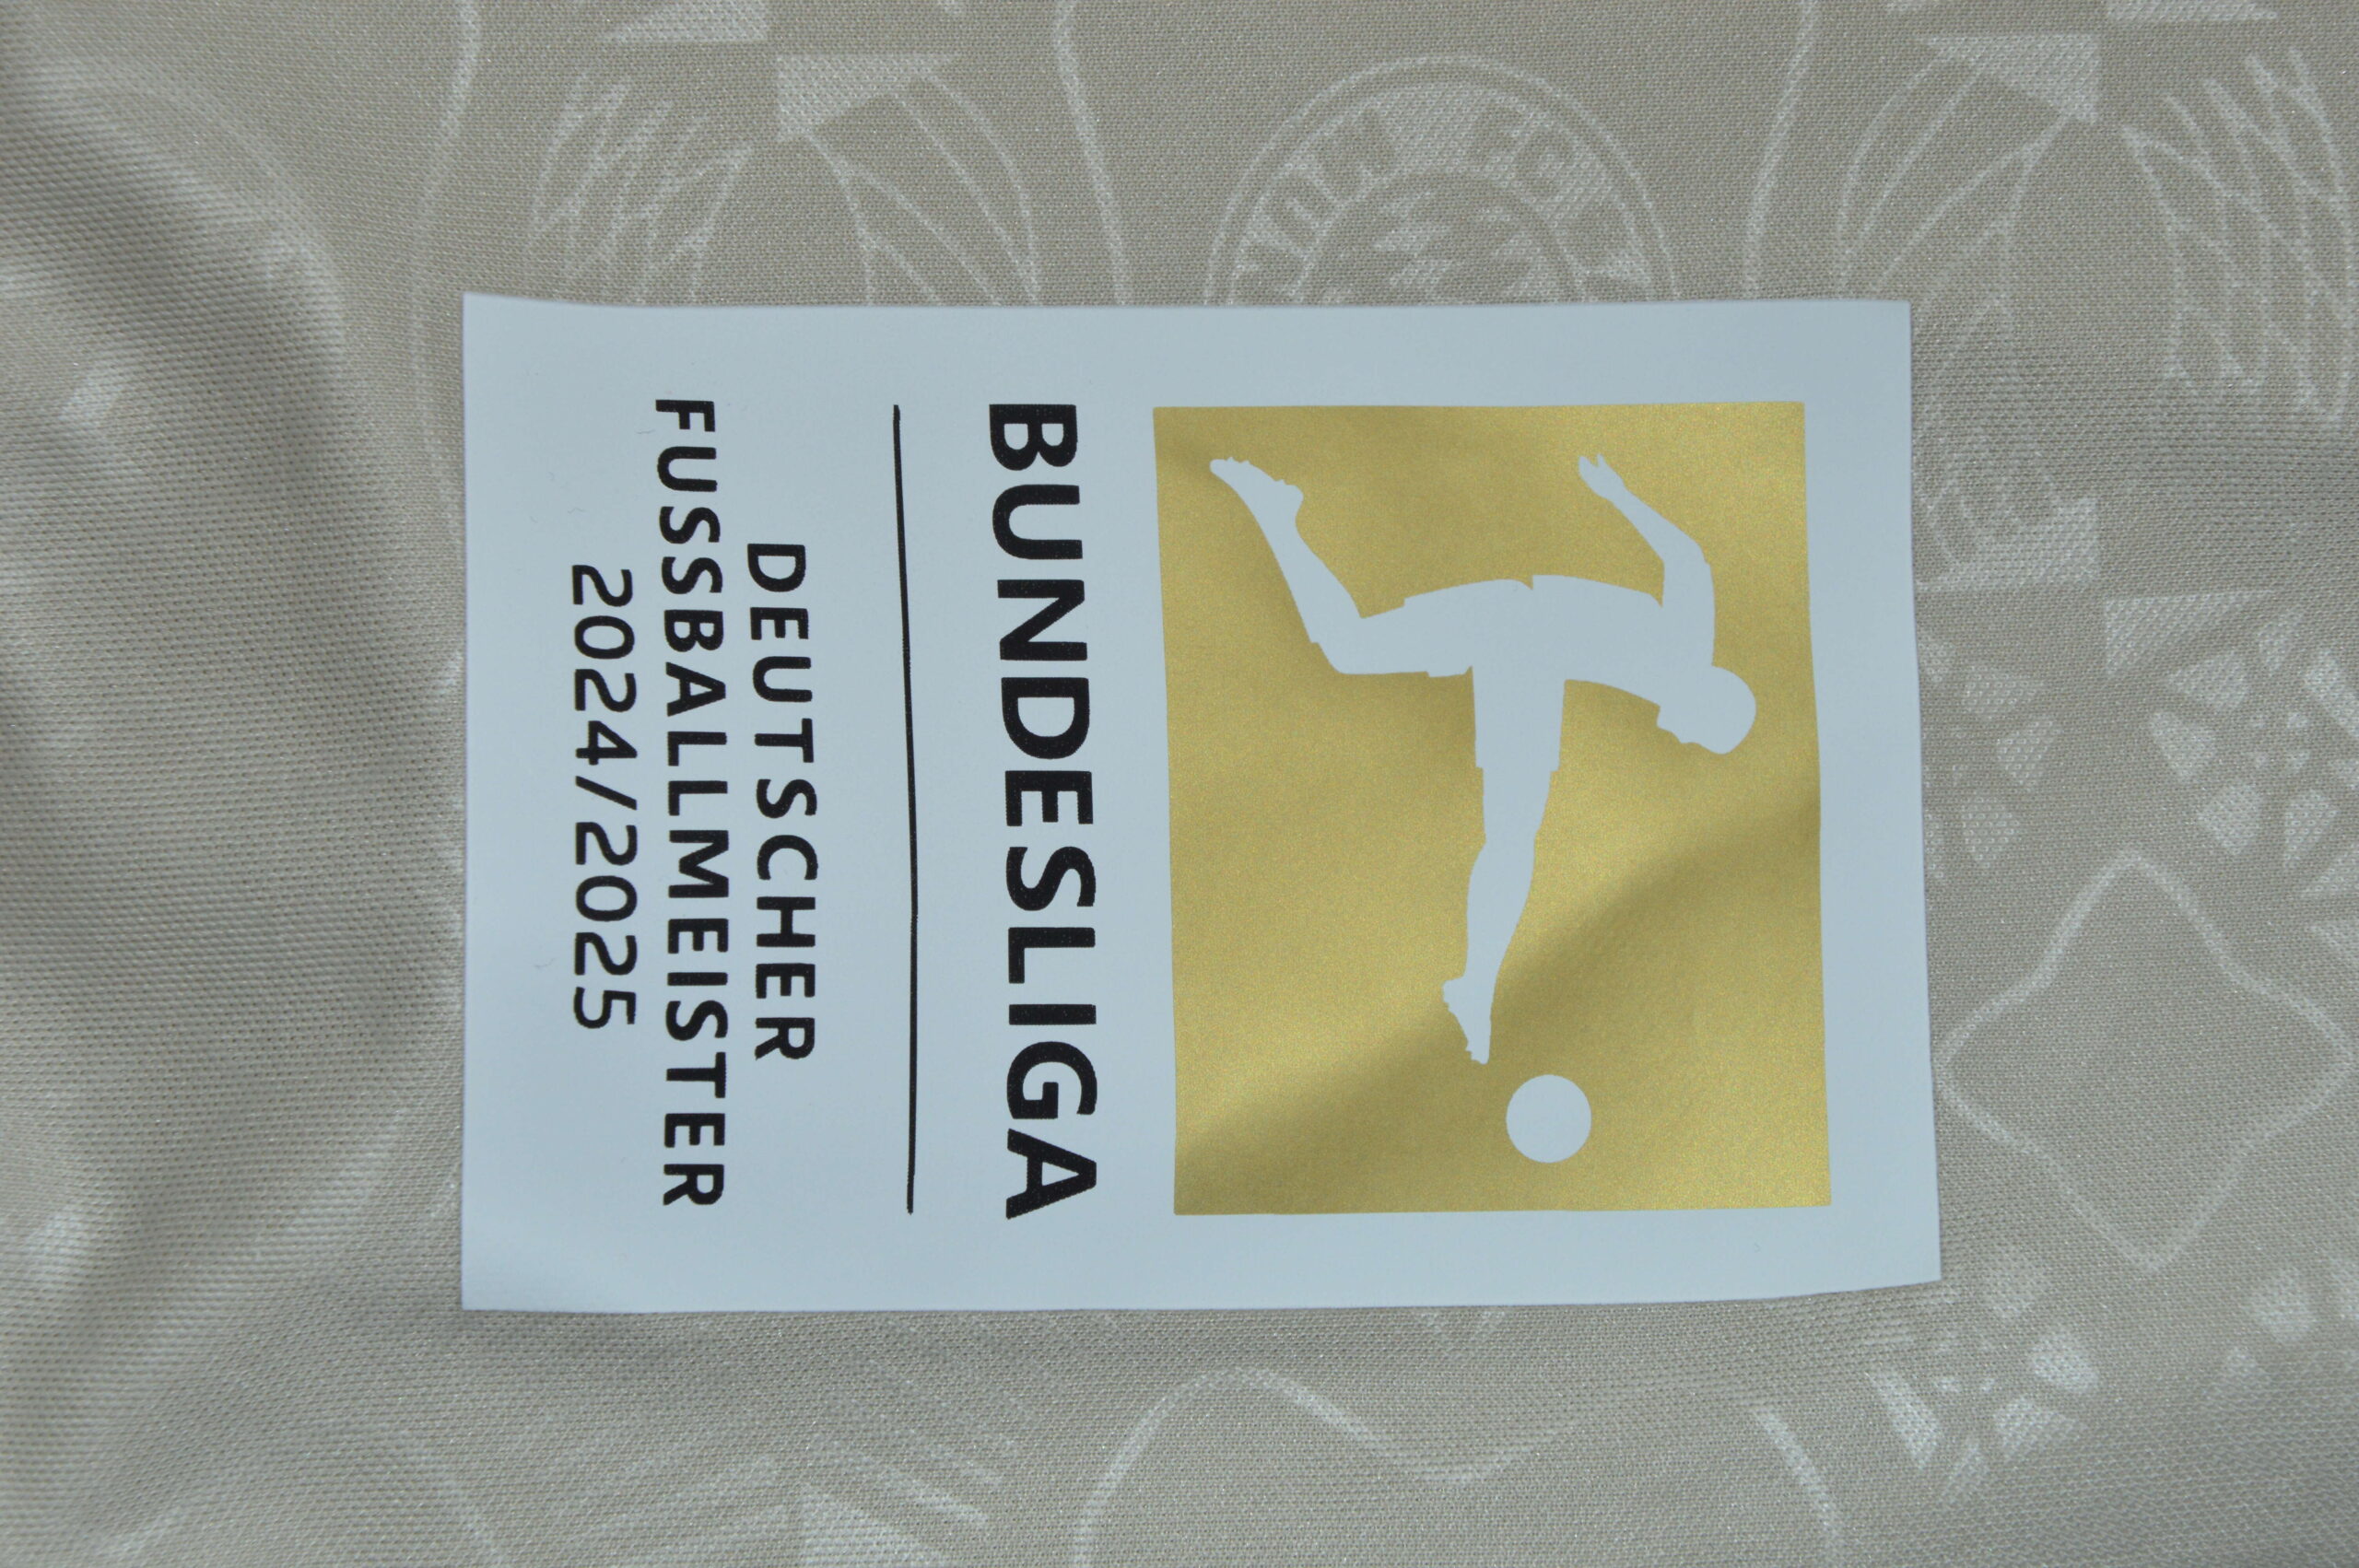 BUNDESLIGA
DEUTSCHER
FUSSBALLMEISTER
2024/2025